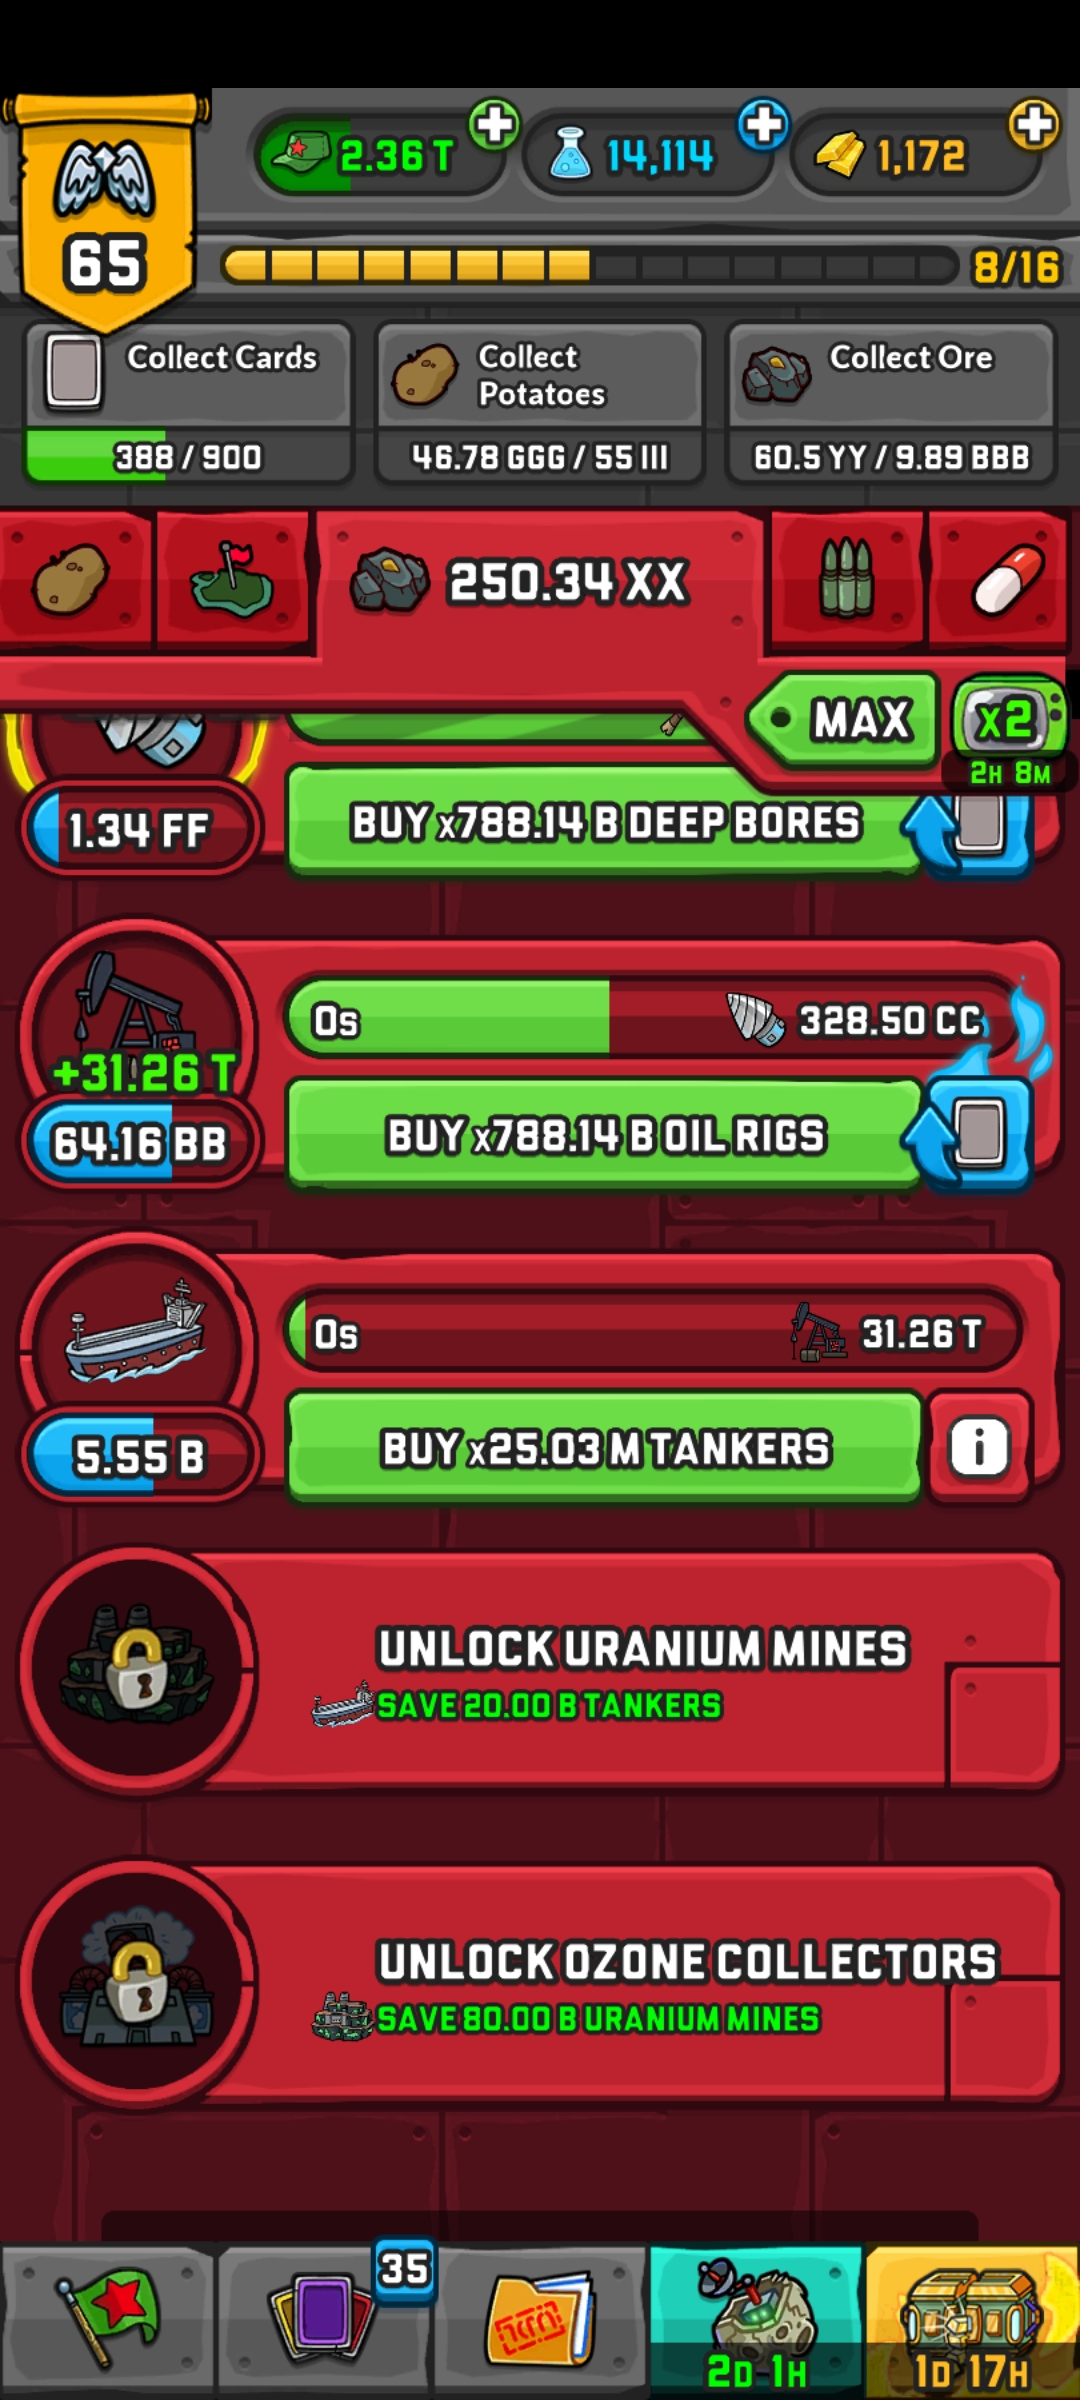 2.36 T
14,114
1,172
65
8/16
Collect Cards
388 / 900
Collect
Potatoes
46.78 GGG / 55 III
Collect Ore
60.5 YY / 9.89 BBB
250.34 XX
MAX
x2
2H 8M
1.34 FF
BUY x788.14 B DEEP BORES
+31.26 T
64.16 BB
0s
328.50 CC
BUY x788.14 B OIL RIGS
0s
31.26 T
5.55 B
BUY x25.03 M TANKERS
i
UNLOCK URANIUM MINES
SAVE 20.00 B TANKERS
UNLOCK OZONE COLLECTORS
SAVE 80.00 B URANIUM MINES
35
2D 1H
1D 17H